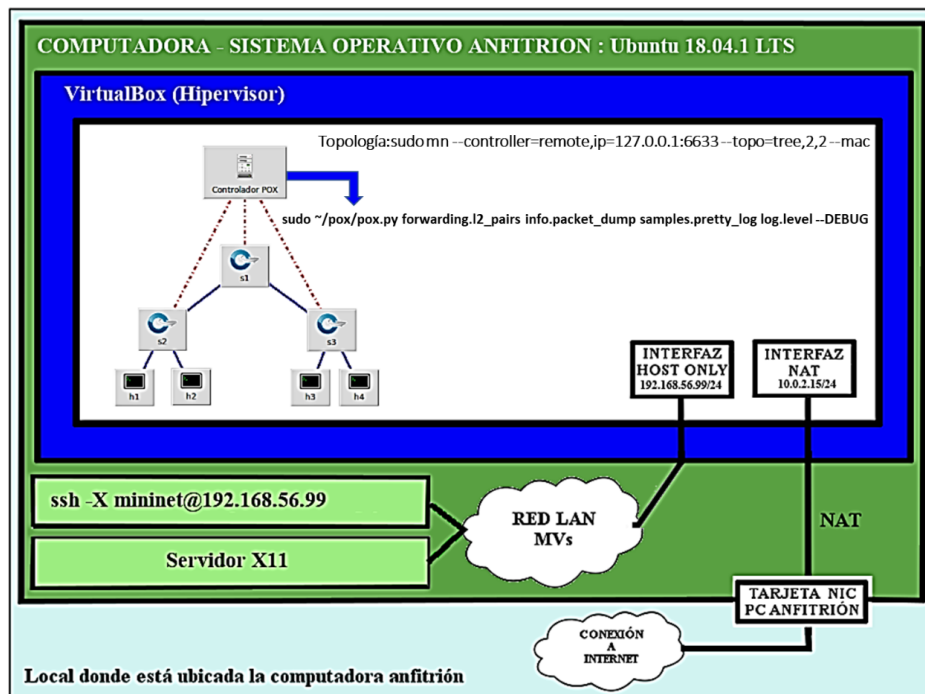 COMPUTADORA - SISTEMA OPERATIVO ANFITRION : Ubuntu 18.04.1 LTS
VirtualBox (Hipervisor)
Topología:sudo mn --controller=remote,ip=127.0.0.1:6633 --topo=tree,2,2 --mac
Controlador POX
sudo ~/pox/pox.py forwarding.l2_pairs info.packet_dump samples.pretty_log log.level --DEBUG
s1
s2
s3
h1
h2
h3
h4
INTERFAZ
HOST ONLY
192.168.56.99/24
INTERFAZ
NAT
10.0.2.15/24
ssh -X mininet@192.168.56.99
Servidor X11
RED LAN
MVs
NAT
TARJETA NIC
PC ANFITRIÓN
CONEXIÓN
A
INTERNET
Local donde está ubicada la computadora anfitrión